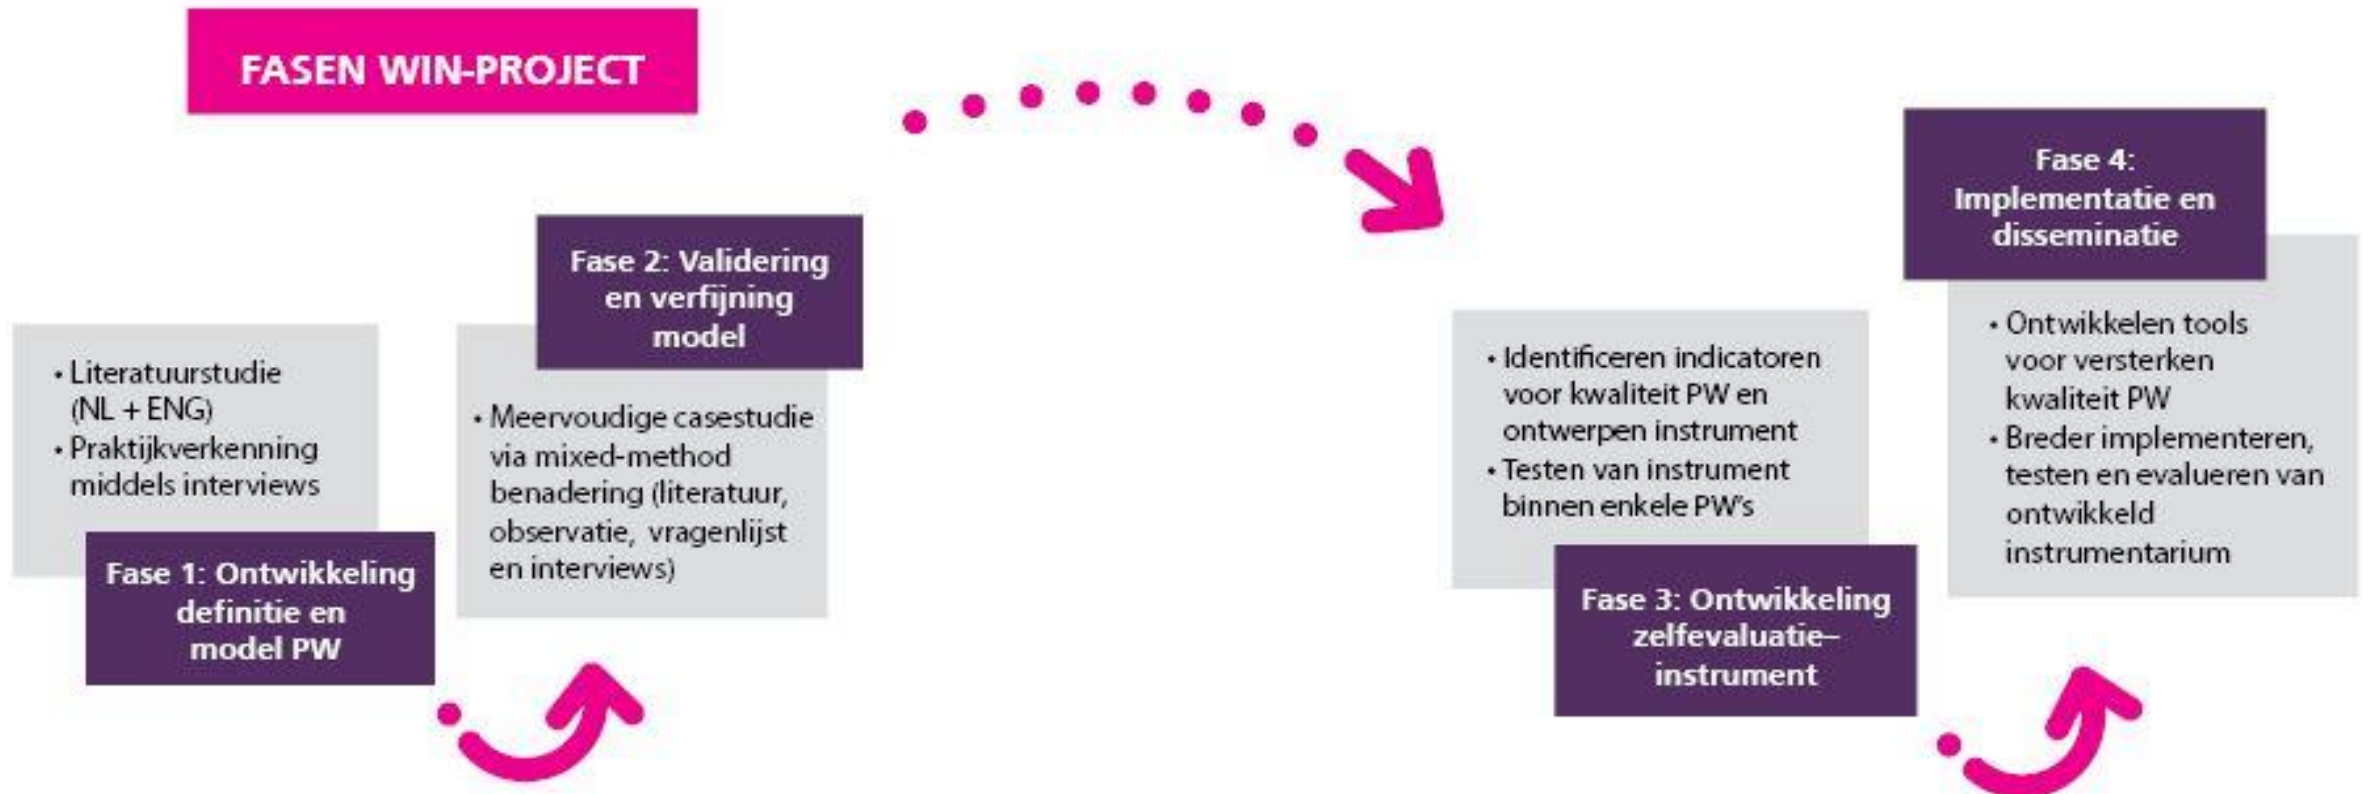 FASEN WIN-PROJECT
• Literatuurstudie
(NL + ENG)
• Praktijkverkenning
middels interviews
Fase 1: Ontwikkeling
definitie en
model PW
Fase 2: Validering
en verfijning
model
• Meervoudige casestudie
via mixed-method
benadering (literatuur,
observatie, vragenlijst
en interviews)
• Identificeren indicatoren
voor kwaliteit PW en
ontwerpen instrument
• Testen van instrument
binnen enkele PW's
Fase 3: Ontwikkeling
zelfevaluatie–
instrument
Fase 4:
Implementatie en
disseminatie
• Ontwikkelen tools
voor versterken
kwaliteit PW
• Breder implementeren,
testen en evalueren van
ontwikkeld
instrumentarium